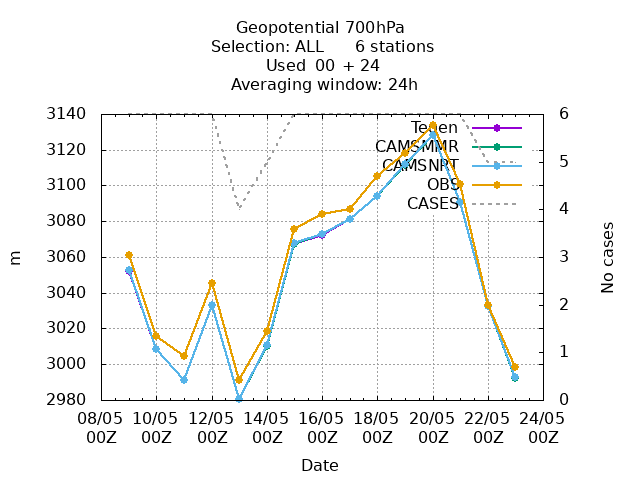 Geopotential 700hPa
Selection: ALL 6 stations
Used 00 + 24
Averaging window: 24h
3140 6
Tegen
3120 CAMSMMR
CAMSNRT 5
3100 OBS
CASES 4
3080
m 3060 3 No cases
3040 2
3020
3000 1
2980 0
08/05 10/05 12/05 14/05 16/05 18/05 20/05 22/05 24/05
00Z 00Z 00Z 00Z 00Z 00Z 00Z 00Z 00Z
Date